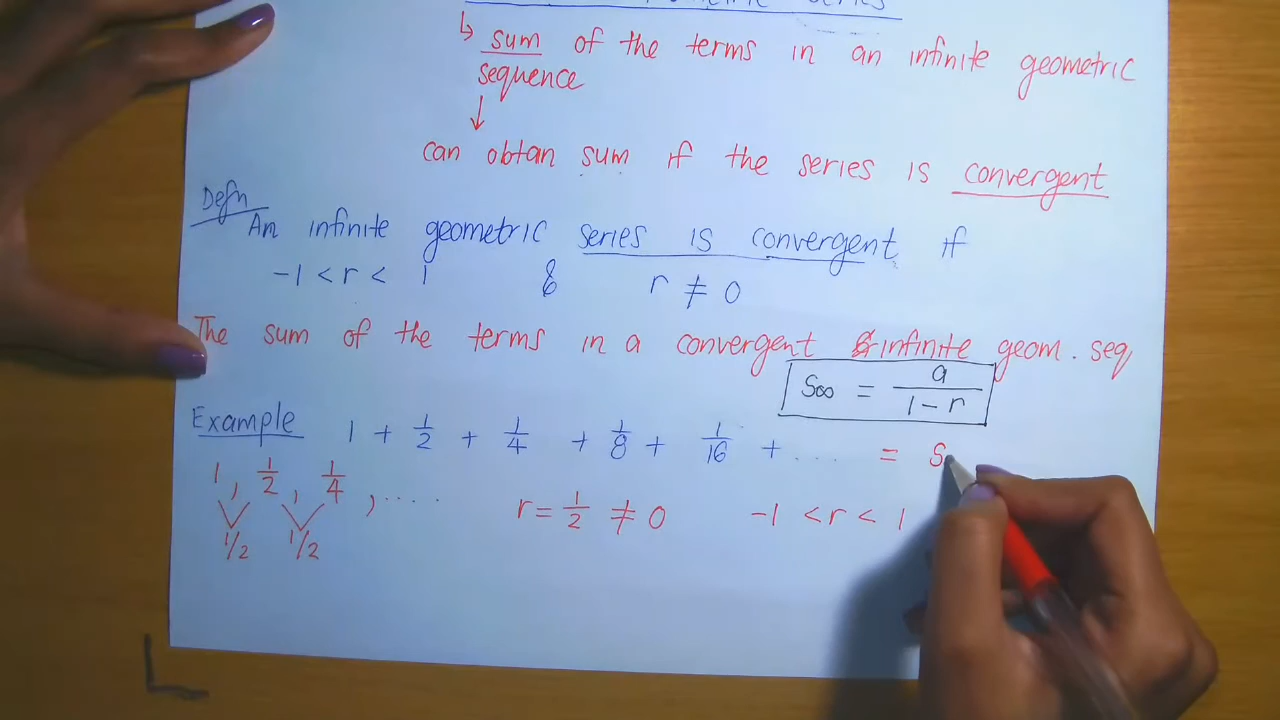 series
↳ sum of the terms in an infinite geometric
sequence
↓
can obtan sum if the series is convergent
Defn
An infinite geometric series is convergent if
-1 < r < 1 & r ≠ 0
The sum of the terms in a convergent & infinite geom. seq
S∞ = a / 1 - r
Example 1 + 1/2 + 1/4 + 1/8 + 1/16 + .... = S
1, 1/2, 1/4, ..... r = 1/2 ≠ 0 -1 < r < 1
1/2 1/2